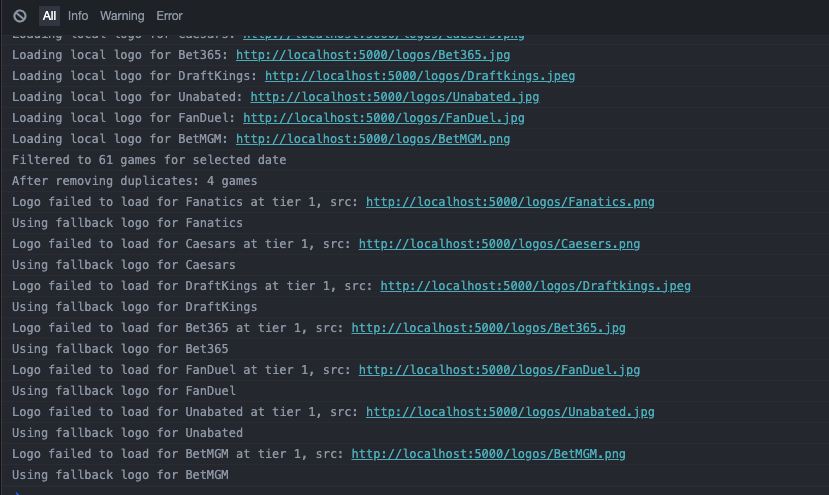 All Info Warning Error
Loading local logo for Caesars: http://localhost:5000/logos/Caesers.png
Loading local logo for Bet365: http://localhost:5000/logos/Bet365.jpg
Loading local logo for DraftKings: http://localhost:5000/logos/Draftkings.jpeg
Loading local logo for Unabated: http://localhost:5000/logos/Unabated.jpg
Loading local logo for FanDuel: http://localhost:5000/logos/FanDuel.jpg
Loading local logo for BetMGM: http://localhost:5000/logos/BetMGM.png
Filtered to 61 games for selected date
After removing duplicates: 4 games
Logo failed to load for Fanatics at tier 1, src: http://localhost:5000/logos/Fanatics.png
Using fallback logo for Fanatics
Logo failed to load for Caesars at tier 1, src: http://localhost:5000/logos/Caesers.png
Using fallback logo for Caesars
Logo failed to load for DraftKings at tier 1, src: http://localhost:5000/logos/Draftkings.jpeg
Using fallback logo for DraftKings
Logo failed to load for Bet365 at tier 1, src: http://localhost:5000/logos/Bet365.jpg
Using fallback logo for Bet365
Logo failed to load for FanDuel at tier 1, src: http://localhost:5000/logos/FanDuel.jpg
Using fallback logo for FanDuel
Logo failed to load for Unabated at tier 1, src: http://localhost:5000/logos/Unabated.jpg
Using fallback logo for Unabated
Logo failed to load for BetMGM at tier 1, src: http://localhost:5000/logos/BetMGM.png
Using fallback logo for BetMGM